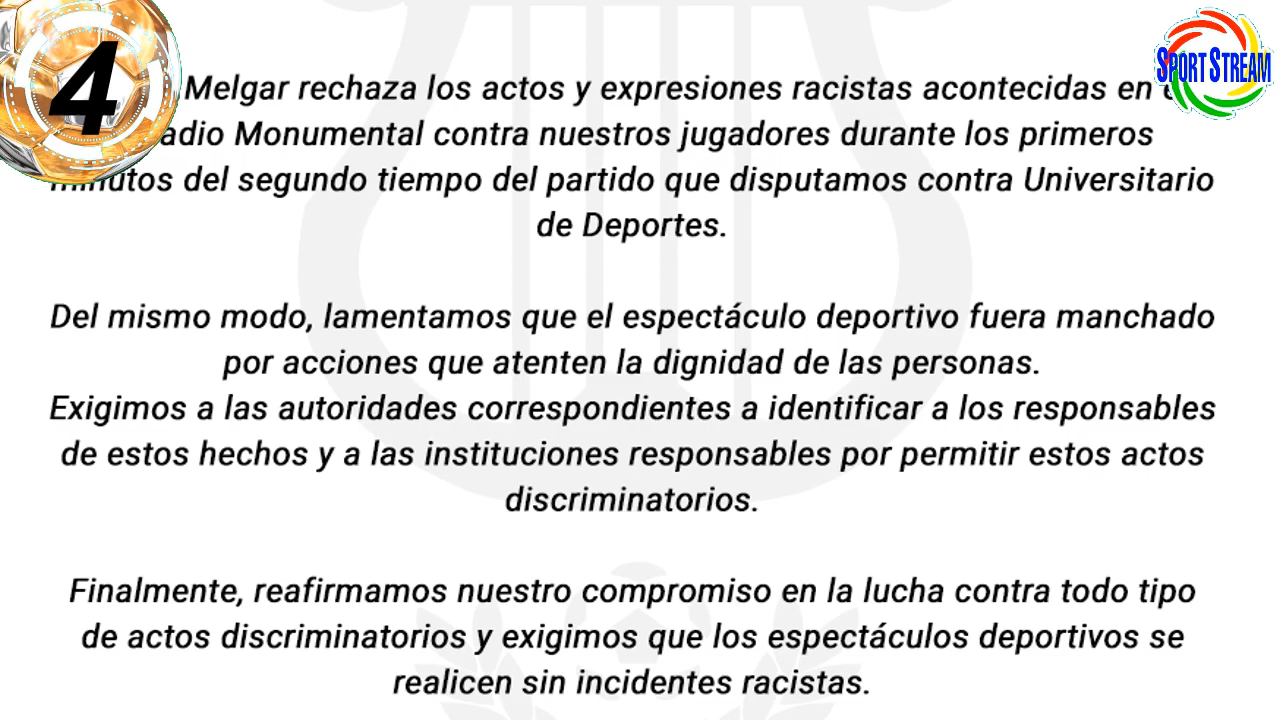 4
SPORT STREAM
Melgar rechaza los actos y expresiones racistas acontecidas en
Monumental contra nuestros jugadores durante los primeros
minutos del segundo tiempo del partido que disputamos contra Universitario
de Deportes.
Del mismo modo, lamentamos que el espectáculo deportivo fuera manchado
por acciones que atenten la dignidad de las personas.
Exigimos a las autoridades correspondientes a identificar a los responsables
de estos hechos y a las instituciones responsables por permitir estos actos
discriminatorios.
Finalmente, reafirmamos nuestro compromiso en la lucha contra todo tipo
de actos discriminatorios y exigimos que los espectáculos deportivos se
realicen sin incidentes racistas.